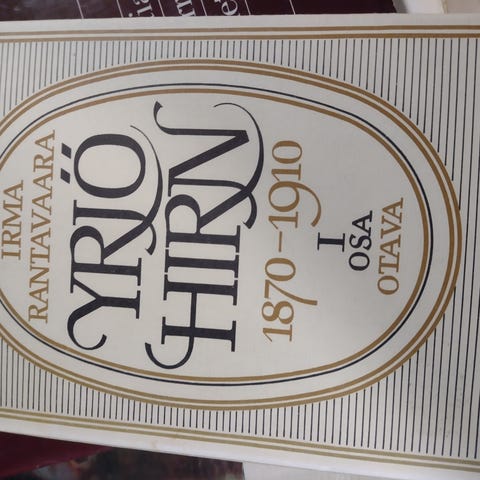 IRMA
RANTAVAARA
YRJÖ
HIRN
1870–1910
I
OSA
OTAVA